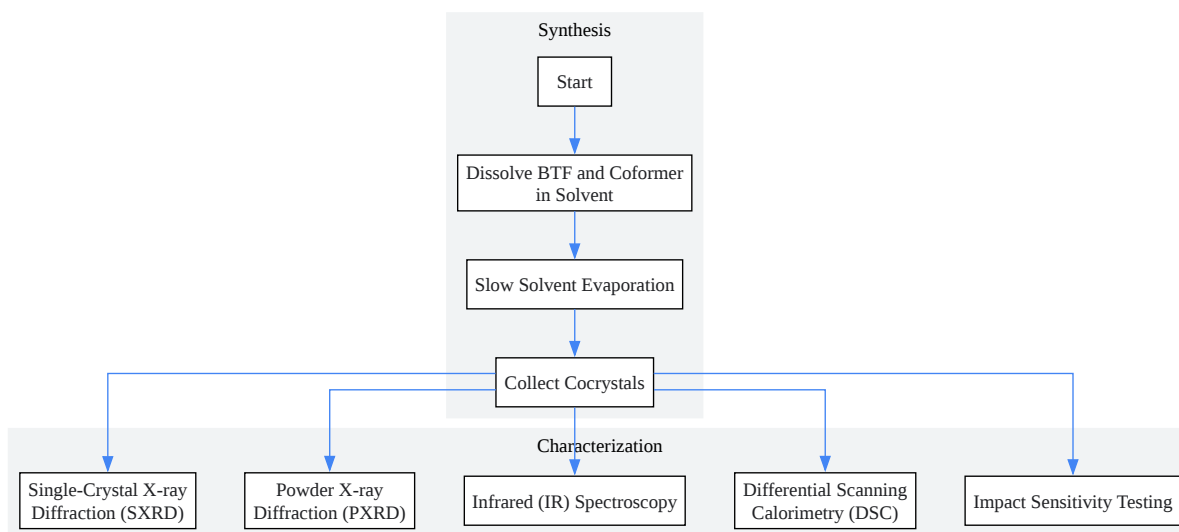 Synthesis
Start
Dissolve BTF and Coformer
in Solvent
Slow Solvent Evaporation
Collect Cocrystals
Characterization
Single-Crystal X-ray
Diffraction (SXRD)
Powder X-ray
Diffraction (PXRD)
Infrared (IR) Spectroscopy
Differential Scanning
Calorimetry (DSC)
Impact Sensitivity Testing